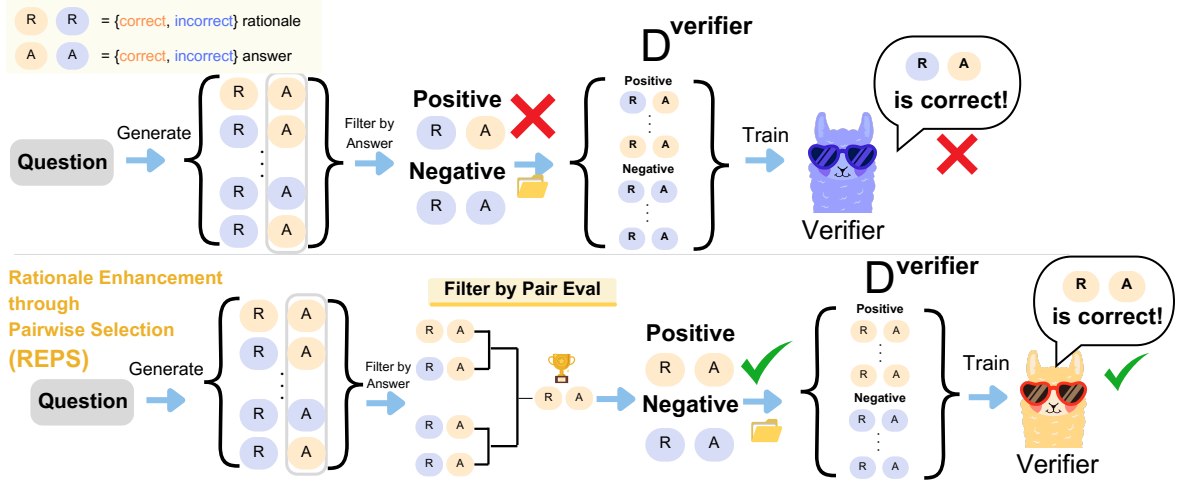 R R = {correct, incorrect} rationale
A A = {correct, incorrect} answer
Question
Generate
R A
R A
R A
R A
Filter by
Answer
Positive
R A
Negative
R A
D verifier
Positive
R A
R A
Negative
R A
R A
Train
R A
is correct!
Verifier
Rationale Enhancement
through
Pairwise Selection
(REPS)
Question
Generate
R A
R A
R A
R A
Filter by
Answer
Filter by Pair Eval
R A
R A
R A
R A
R A
Positive
R A
Negative
R A
D verifier
Positive
R A
R A
Negative
R A
R A
Train
R A
is correct!
Verifier